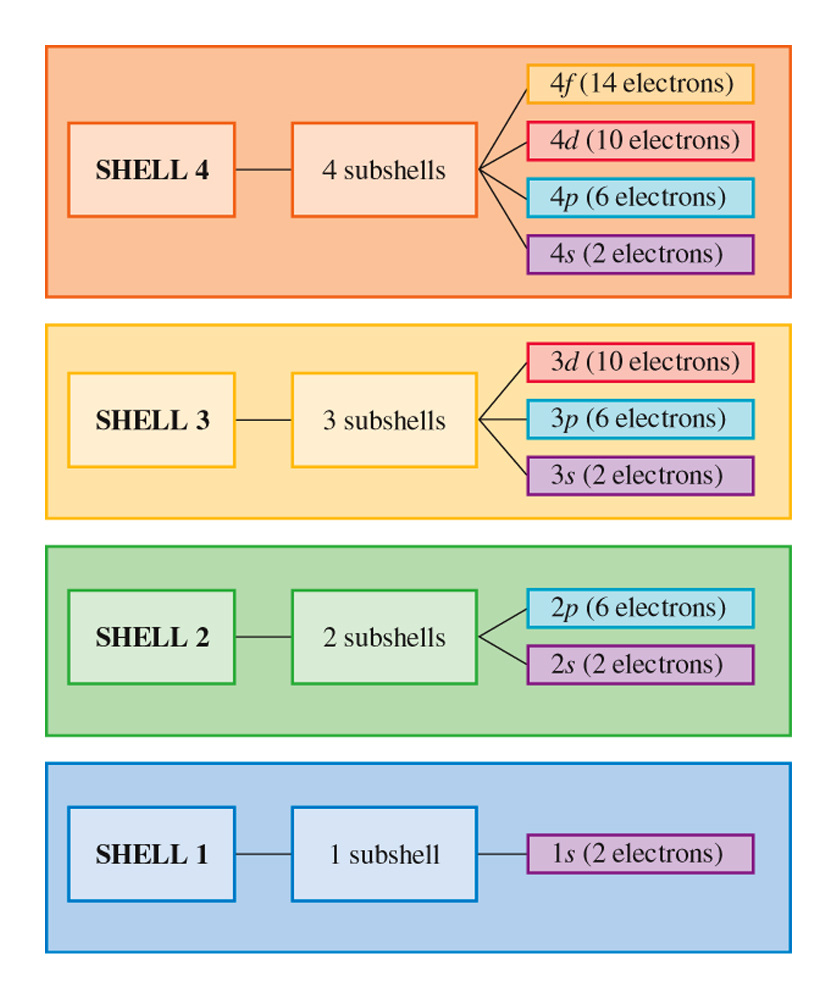 4f (14 electrons)
4d (10 electrons)
SHELL 4
4 subshells
4p (6 electrons)
4s (2 electrons)
3d (10 electrons)
SHELL 3
3 subshells
3p (6 electrons)
3s (2 electrons)
2p (6 electrons)
SHELL 2
2 subshells
2s (2 electrons)
SHELL 1
1 subshell
1s (2 electrons)